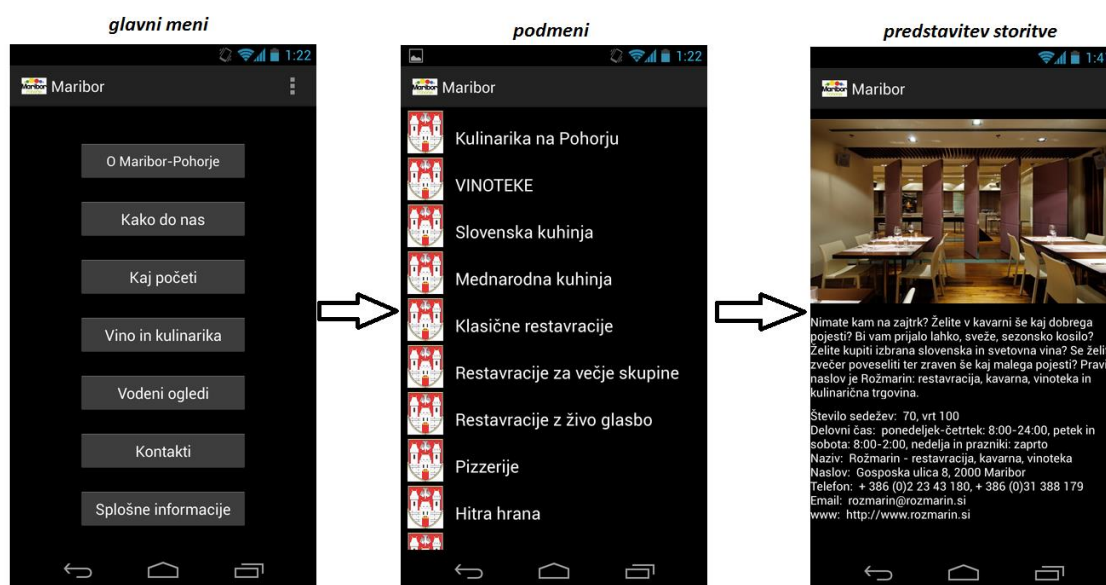 glavni meni
1:22
Maribor
O Maribor-Pohorje
Kako do nas
Kaj početi
Vino in kulinarika
Vodeni ogledi
Kontakti
Splošne informacije
podmeni
1:22
Maribor
Kulinarika na Pohorju
VINOTEKE
Slovenska kuhinja
Mednarodna kuhinja
Klasične restavracije
Restavracije za večje skupine
Restavracije z živo glasbo
Pizzerije
Hitra hrana
predstavitev storitve
1:4
Maribor
Nimate kam na zajtrk? Želite v kavarni še kaj dobrega
pojesti? Bi vam prijalo lahko, sveže, sezonsko kosilo?
Želite kupiti izbrana slovenska in svetovna vina? Se želi
zvečer poveseliti ter zraven še kaj malega pojesti? Pravi
naslov je Rožmarin: restavracija, kavarna, vinoteka in
kulinarična trgovina.
Število sedežev: 70, vrt 100
Delovni čas: ponedeljek-četrtek: 8:00-24:00, petek in
sobota: 8:00-2:00, nedelja in prazniki: zaprto
Naziv: Rožmarin - restavracija, kavarna, vinoteka
Naslov: Gosposka ulica 8, 2000 Maribor
Telefon: + 386 (0)2 23 43 180, + 386 (0)31 388 179
Email: rozmarin@rozmarin.si
www: http://www.rozmarin.si